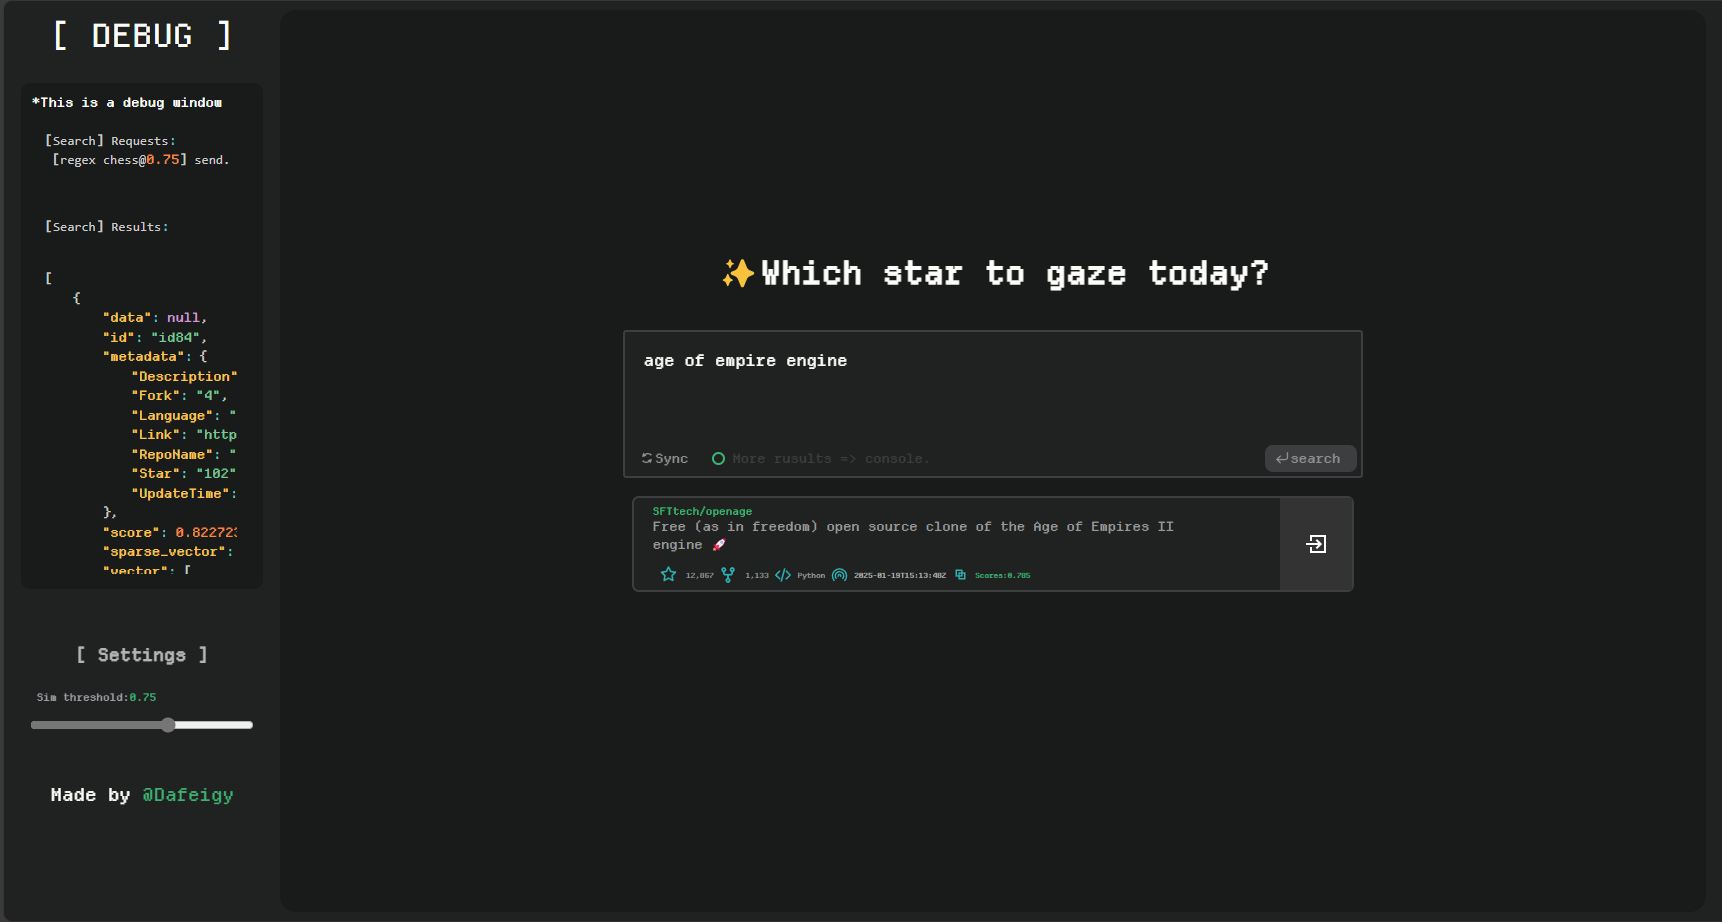 [ DEBUG ]
*This is a debug window
[Search] Requests:
[regex chess@0.75] send.
[Search] Results:
[
{
"data": null,
"id": "id84",
"metadata": {
"Description"
"Fork": "4",
"Language": "
"Link": "http
"RepoName": "
"Star": "102"
"UpdateTime":
},
"score": 0.822723
"sparse_vector":
"vector": [
[ Settings ]
Sim threshold:0.75
Made by @Dafeigy
✨Which star to gaze today?
age of empire engine
Sync
More rusults => console.
search
SFTtech/openage
Free (as in freedom) open source clone of the Age of Empires II
engine 🚀
12,867 1,133 Python 2025-01-19T15:13:48Z Scores:0.785